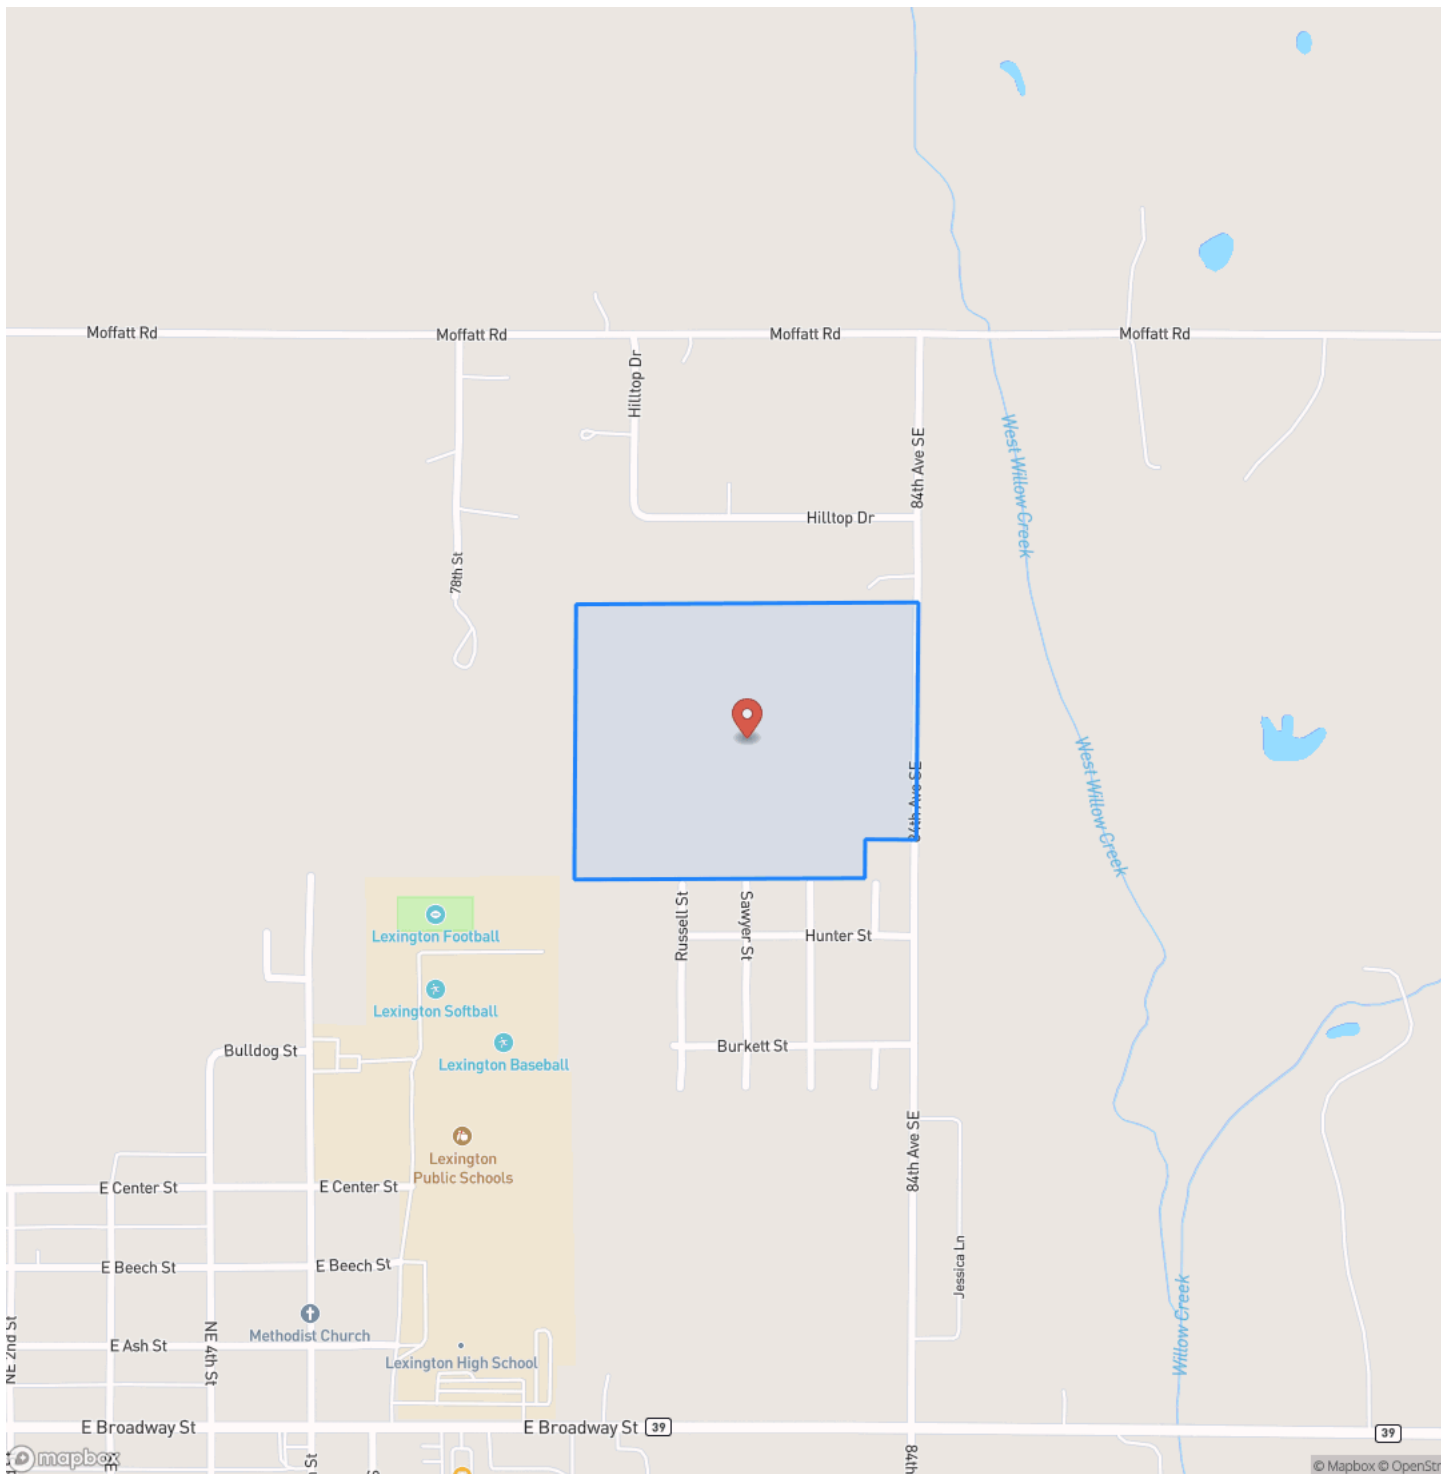 Moffatt Rd
Moffatt Rd
Moffatt Rd
Moffatt Rd
Hilltop Dr
84th Ave SE
West Willow Creek
Hilltop Dr
78th St
84th Ave SE
West Willow Creek
Russell St
Sawyer St
Hunter St
Lexington Football
Lexington Softball
Bulldog St
Burkett St
Lexington Baseball
84th Ave SE
Lexington
Public Schools
E Center St
E Center St
Jessica Ln
E Beech St
E Beech St
Willow Creek
NE 2nd St
NE 4th St
Methodist Church
E Ash St
Lexington High School
E Broadway St
E Broadway St
39
39
84th
mapbox
© Mapbox © OpenStr